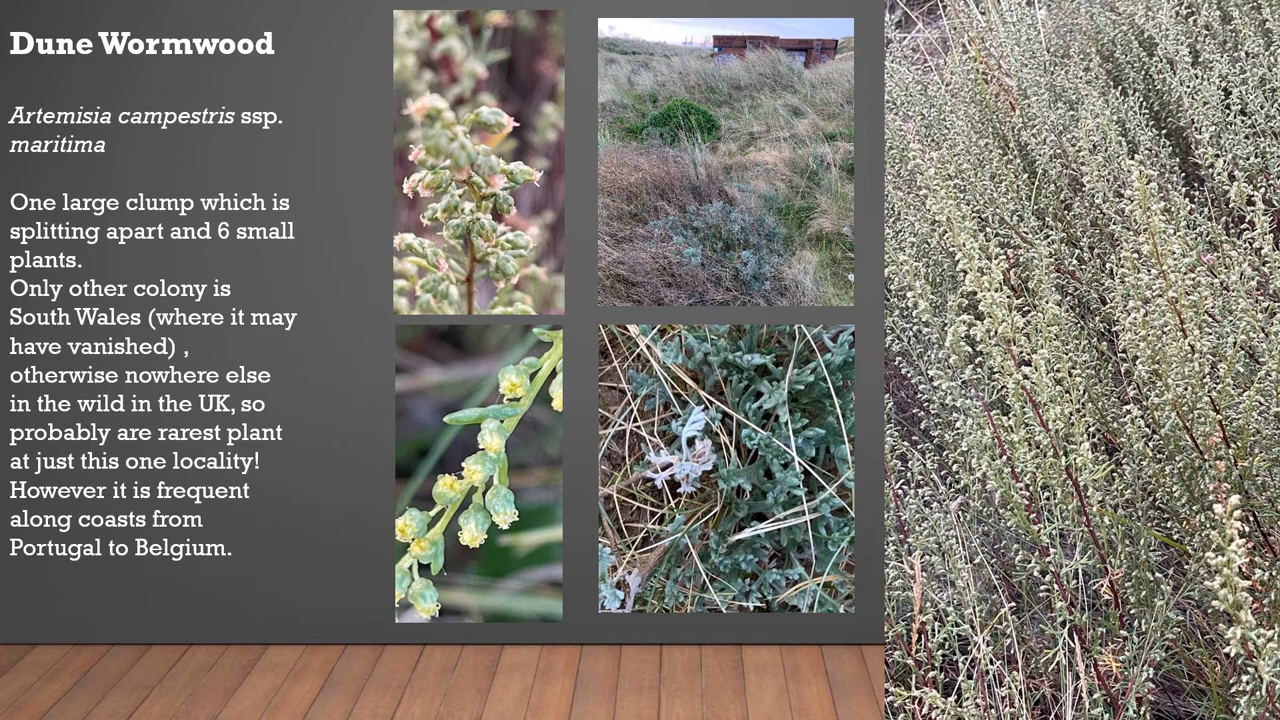 Dune Wormwood
Artemisia campestris ssp.
maritima
One large clump which is
splitting apart and 6 small
plants.
Only other colony is
South Wales (where it may
have vanished) ,
otherwise nowhere else
in the wild in the UK, so
probably are rarest plant
at just this one locality!
However it is frequent
along coasts from
Portugal to Belgium.